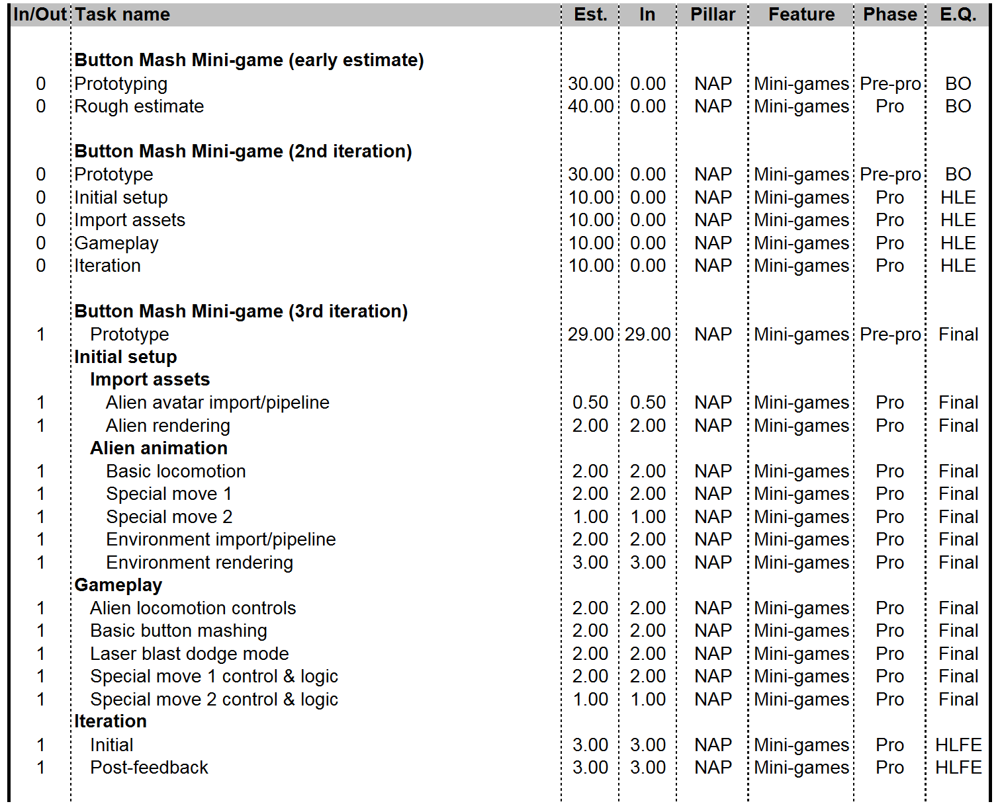 In/Out Task name Est. In Pillar Feature Phase E.Q.
Button Mash Mini-game (early estimate)
0 Prototyping 30.00 0.00 NAP Mini-games Pre-pro BO
0 Rough estimate 40.00 0.00 NAP Mini-games Pro BO
Button Mash Mini-game (2nd iteration)
0 Prototype 30.00 0.00 NAP Mini-games Pre-pro BO
0 Initial setup 10.00 0.00 NAP Mini-games Pro HLE
0 Import assets 10.00 0.00 NAP Mini-games Pro HLE
0 Gameplay 10.00 0.00 NAP Mini-games Pro HLE
0 Iteration 10.00 0.00 NAP Mini-games Pro HLE
Button Mash Mini-game (3rd iteration)
1 Prototype 29.00 29.00 NAP Mini-games Pre-pro Final
Initial setup
Import assets
1 Alien avatar import/pipeline 0.50 0.50 NAP Mini-games Pro Final
1 Alien rendering 2.00 2.00 NAP Mini-games Pro Final
Alien animation
1 Basic locomotion 2.00 2.00 NAP Mini-games Pro Final
1 Special move 1 2.00 2.00 NAP Mini-games Pro Final
1 Special move 2 1.00 1.00 NAP Mini-games Pro Final
1 Environment import/pipeline 2.00 2.00 NAP Mini-games Pro Final
1 Environment rendering 3.00 3.00 NAP Mini-games Pro Final
Gameplay
1 Alien locomotion controls 2.00 2.00 NAP Mini-games Pro Final
1 Basic button mashing 2.00 2.00 NAP Mini-games Pro Final
1 Laser blast dodge mode 2.00 2.00 NAP Mini-games Pro Final
1 Special move 1 control & logic 2.00 2.00 NAP Mini-games Pro Final
1 Special move 2 control & logic 1.00 1.00 NAP Mini-games Pro Final
Iteration
1 Initial 3.00 3.00 NAP Mini-games Pro HLFE
1 Post-feedback 3.00 3.00 NAP Mini-games Pro HLFE